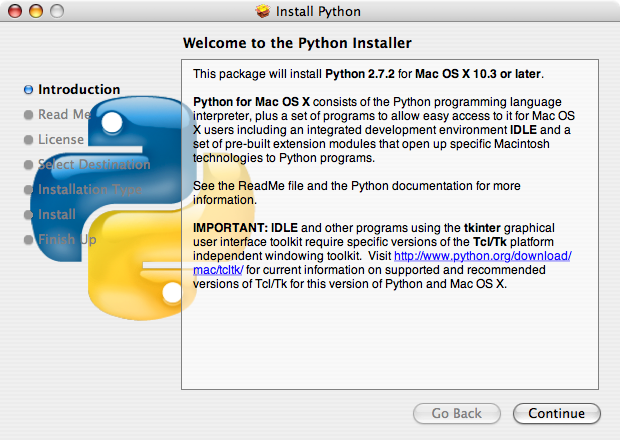 Install Python
Welcome to the Python Installer
Introduction
Read Me
License
Select Destination
Installation Type
Install
Finish Up
This package will install Python 2.7.2 for Mac OS X 10.3 or later.
Python for Mac OS X consists of the Python programming language
interpreter, plus a set of programs to allow easy access to it for Mac OS
X users including an integrated development environment IDLE and a
set of pre-built extension modules that open up specific Macintosh
technologies to Python programs.
See the ReadMe file and the Python documentation for more
information.
IMPORTANT: IDLE and other programs using the tkinter graphical
user interface toolkit require specific versions of the Tcl/Tk platform
independent windowing toolkit.  Visit http://www.python.org/download/
mac/tcltk/ for current information on supported and recommended
versions of Tcl/Tk for this version of Python and Mac OS X.
Go Back
Continue